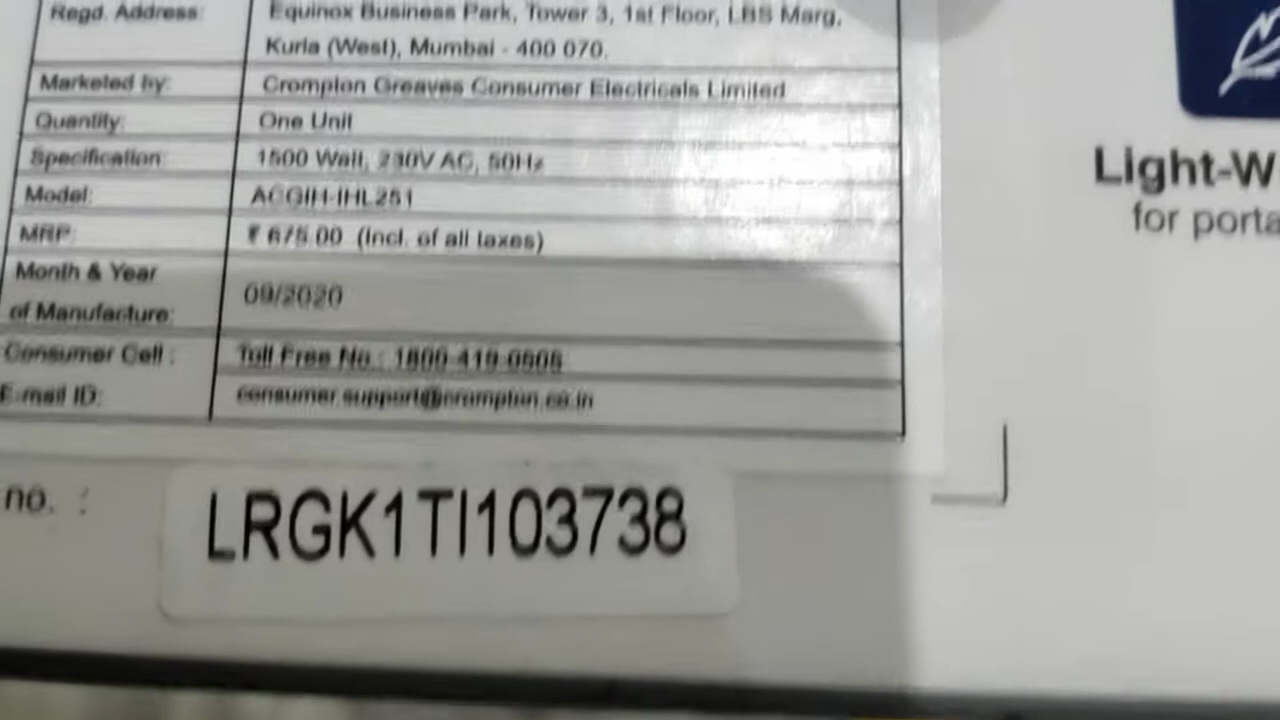 Regd. Address: Equinox Business Park, Tower 3, 1st Floor, LBS Marg,
Kurla (West), Mumbai - 400 070.
Marketed by: Crompton Greaves Consumer Electricals Limited
Quantity: One Unit
Specification: 1500 Watt, 230V AC, 50Hz
Model: ACGIH-IHL251
MRP: ₹ 675.00 (Incl. of all taxes)
Month & Year
of Manufacture: 09/2020
Consumer Cell : Toll Free No.: 1800 419 0505
E-mail ID: consumer.support@crompton.co.in
no. : LRGK1TI103738
Light-W
for porta